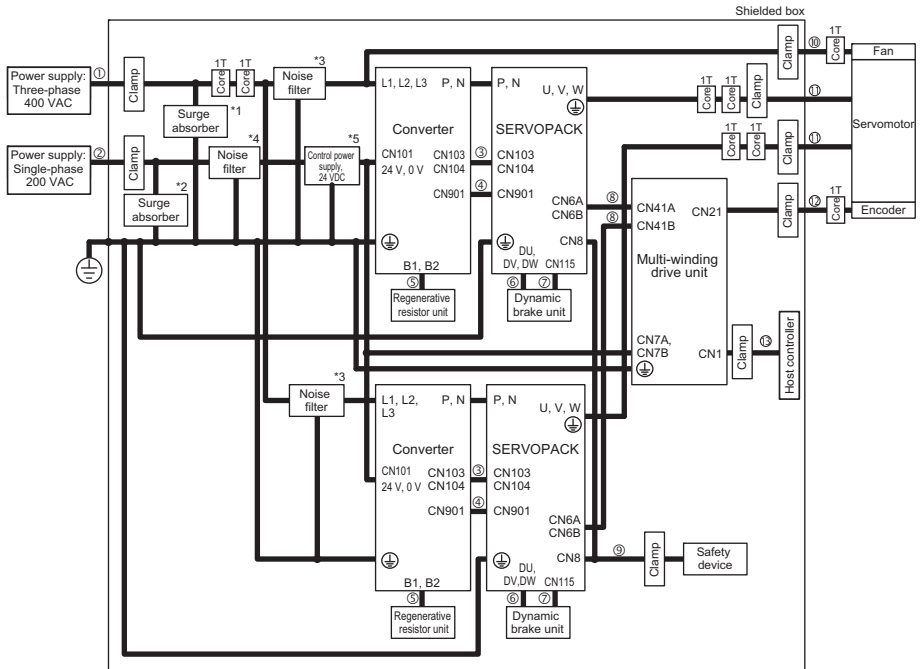 Shielded box
Power supply:
Three-phase
400 VAC
①
Clamp
1T
Core
1T
Core
Noise
filter
*3
Surge
absorber
*1
Power supply:
Single-phase
200 VAC
②
Clamp
Surge
absorber
*2
Noise
filter
*4
Control power
supply,
24 VDC
*5
L1, L2, L3
P, N
Converter
CN101
24 V, 0 V
CN103
CN104
CN901
B1, B2
③
④
⑤
Regenerative
resistor unit
P, N
U, V, W
SERVOPACK
CN103
CN104
CN901
CN6A
CN6B
CN8
DU,
DV, DW
CN115
⑥
⑦
Dynamic
brake unit
⑧
⑧
CN41A
CN41B
CN21
Multi-winding
drive unit
CN7A,
CN7B
CN1
Clamp
⑩
1T
Core
Fan
1T
Core
1T
Core
Clamp
⑪
Servomotor
1T
Core
1T
Core
Clamp
⑪
Clamp
⑫
1T
Core
Encoder
Clamp
⑬
Host controller
Noise
filter
*3
L1, L2,
L3
P, N
Converter
CN101
24 V, 0 V
CN103
CN104
CN901
B1, B2
③
④
⑤
Regenerative
resistor unit
P, N
U, V, W
SERVOPACK
CN103
CN104
CN901
CN6A
CN6B
CN8
DU,
DV,DW
CN115
⑥
⑦
Dynamic
brake unit
⑨
Clamp
Safety
device